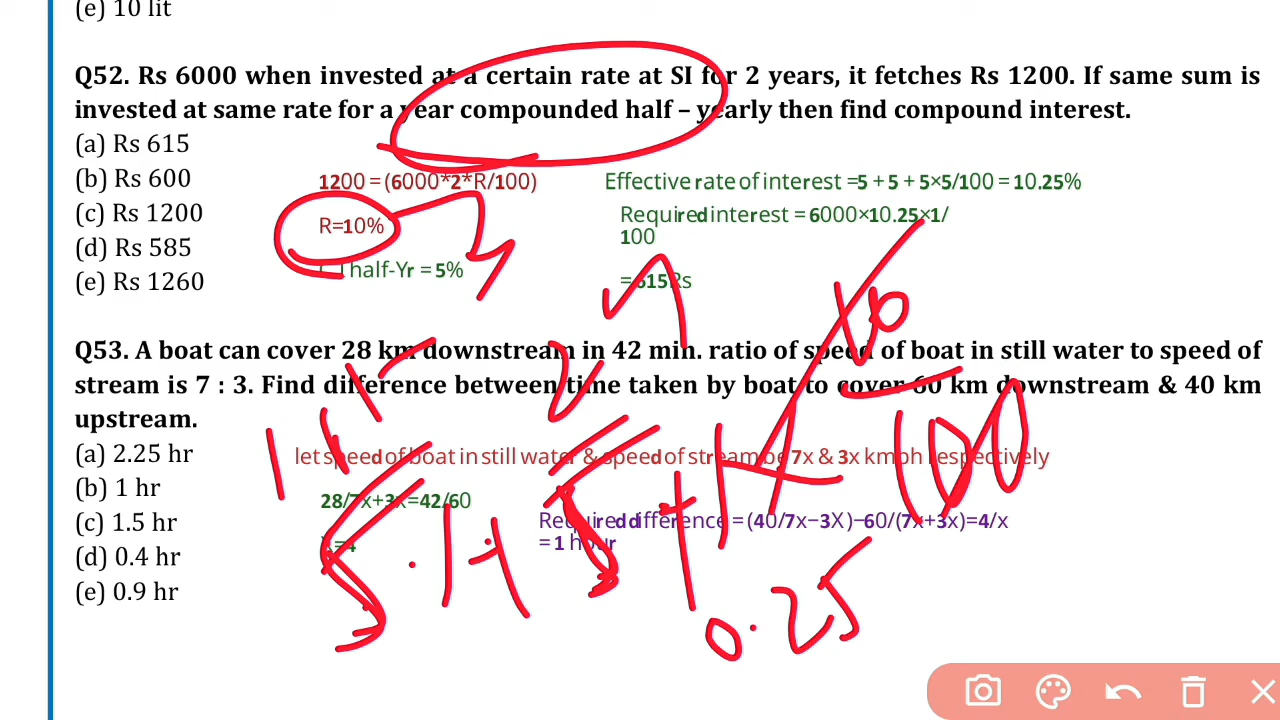 (e) 10 lit
Q52. Rs 6000 when invested at a certain rate at SI for 2 years, it fetches Rs 1200. If same sum is
invested at same rate for a year compounded half – yearly then find compound interest.
(a) Rs 615
(b) Rs 600
(c) Rs 1200
(d) Rs 585
(e) Rs 1260
1200 = (6000*2*R/100)
R=10%
half-Yr = 5%
Effective rate of interest =5 + 5 + 5×5/100 = 10.25%
Required interest = 6000×10.25×1/
100
=615Rs
Q53. A boat can cover 28 km downstream in 42 min. ratio of speed of boat in still water to speed of
stream is 7 : 3. Find difference between time taken by boat to cover 60 km downstream & 40 km
upstream.
(a) 2.25 hr
(b) 1 hr
(c) 1.5 hr
(d) 0.4 hr
(e) 0.9 hr
let speed of boat in still water & speed of stream be 7x & 3x kmph respectively
28/7x+3x=42/60
X=4
Required difference = (40/7x−3X)−60/(7x+3x)=4/x
= 1 hour
100
0.25